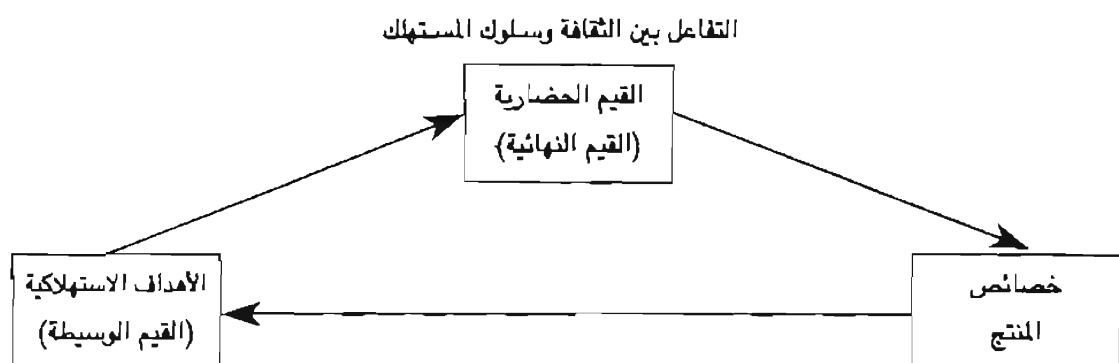 التفاعل بين الثقافة وسلوك المستهلك
القيم الحضارية
(القيم النهائية)
خصائص
المنتج
الأهداف الاستهلاكية
(القيم الوسيطة)